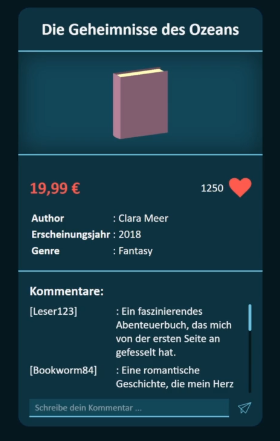 Die Geheimnisse des Ozeans
19,99 € 1250
Author : Clara Meer
Erscheinungsjahr : 2018
Genre : Fantasy
Kommentare:
[Leser123] : Ein faszinierendes
Abenteuerbuch, das mich
von der ersten Seite an
gefesselt hat.
[Bookworm84] : Eine romantische
Geschichte, die mein Herz
Schreibe dein Kommentar ...